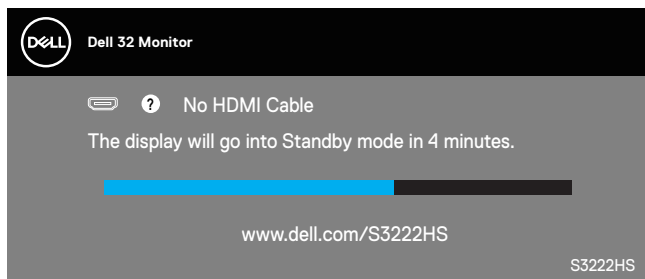 DELL
Dell 32 Monitor
? No HDMI Cable
The display will go into Standby mode in 4 minutes.
www.dell.com/S3222HS
S3222HS